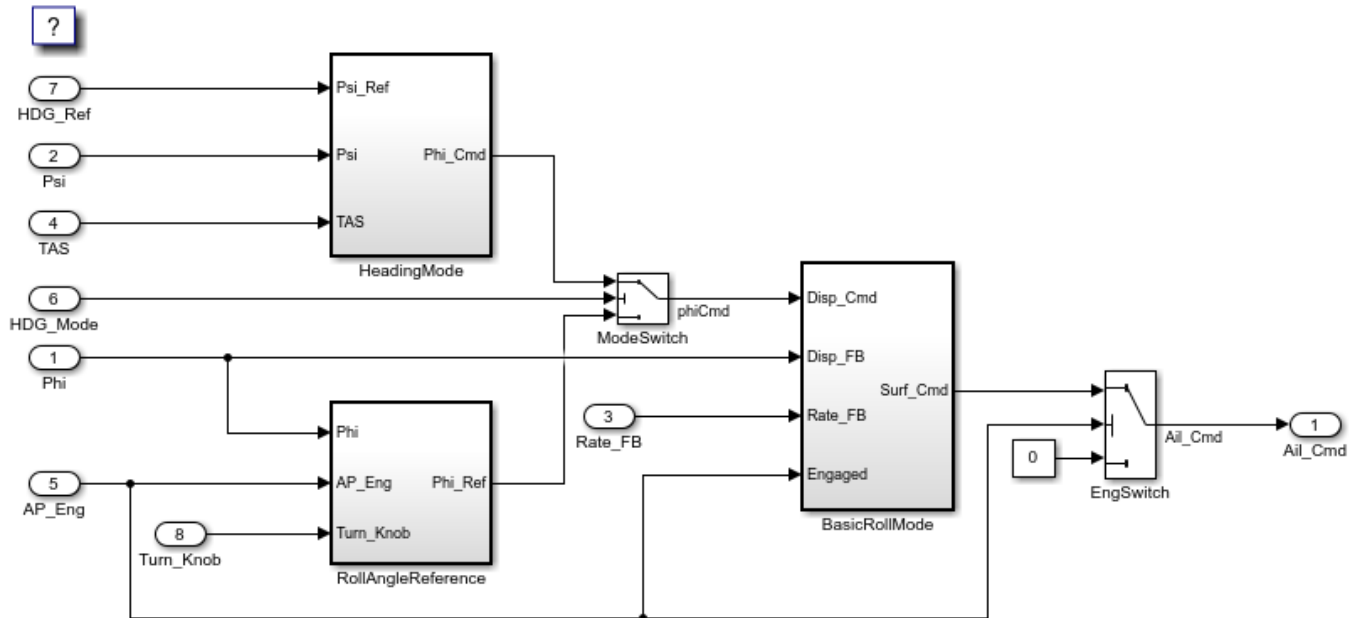 ?
7
HDG_Ref
2
Psi
4
TAS
Psi_Ref
Psi
TAS
Phi_Cmd
HeadingMode
6
HDG_Mode
1
Phi
ModeSwitch
phiCmd
Phi
AP_Eng
Turn_Knob
Phi_Ref
RollAngleReference
5
AP_Eng
8
Turn_Knob
3
Rate_FB
Disp_Cmd
Disp_FB
Rate_FB
Engaged
Surf_Cmd
BasicRollMode
0
EngSwitch
Ail_Cmd
1
Ail_Cmd